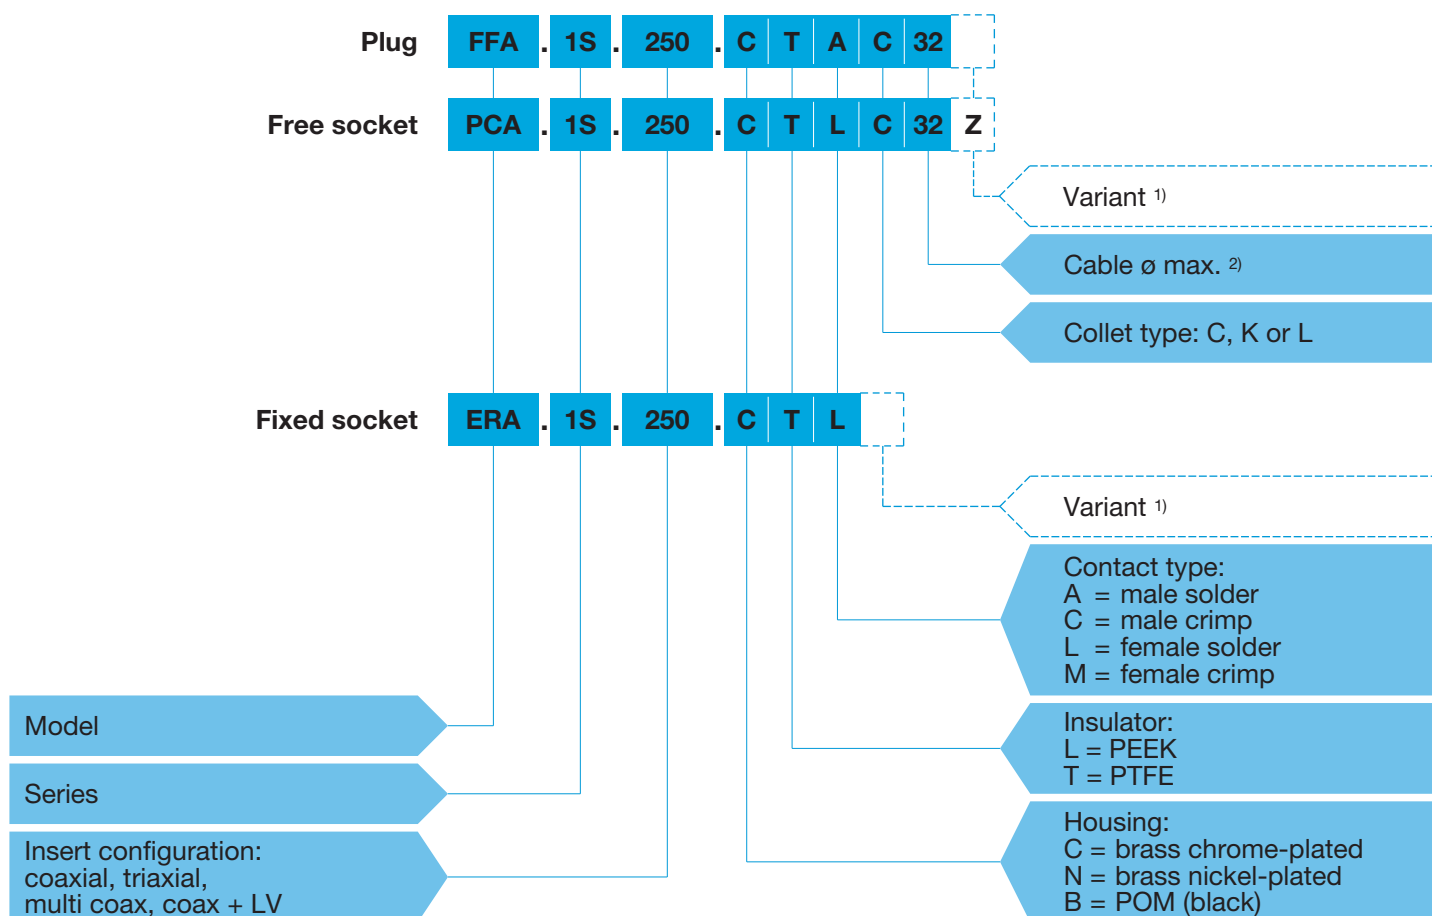 Plug FFA . 1S . 250 . C T A C 32
Free socket PCA . 1S . 250 . C T L C 32 Z
Variant 1)
Cable ø max. 2)
Collet type: C, K or L
Fixed socket ERA . 1S . 250 . C T L
Variant 1)
Contact type:
A = male solder
C = male crimp
L = female solder
M = female crimp
Model
Insulator:
L = PEEK
T = PTFE
Series
Insert configuration:
coaxial, triaxial,
multi coax, coax + LV
Housing:
C = brass chrome-plated
N = brass nickel-plated
B = POM (black)